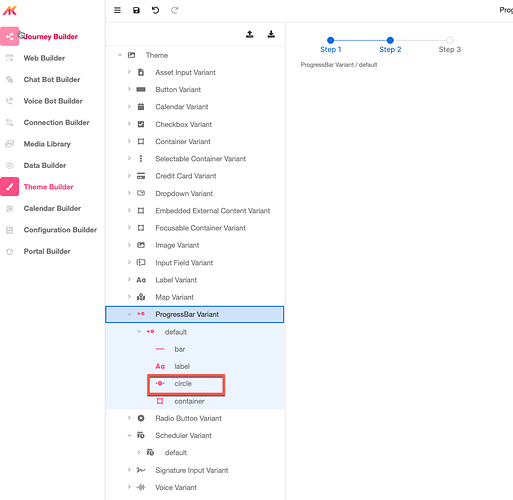 AK
Prog
Journey Builder
Web Builder
Chat Bot Builder
Voice Bot Builder
Connection Builder
Media Library
Data Builder
Theme Builder
Calendar Builder
Configuration Builder
Portal Builder
Theme
Asset Input Variant
Button Variant
Calendar Variant
Checkbox Variant
Container Variant
Selectable Container Variant
Credit Card Variant
Dropdown Variant
Embedded External Content Variant
Focusable Container Variant
Image Variant
Input Field Variant
Aa Label Variant
Map Variant
ProgressBar Variant
default
bar
Aa label
circle
container
Radio Button Variant
Scheduler Variant
default
Signature Input Variant
Voice Variant
Step 1 Step 2 Step 3
ProgressBar Variant / default